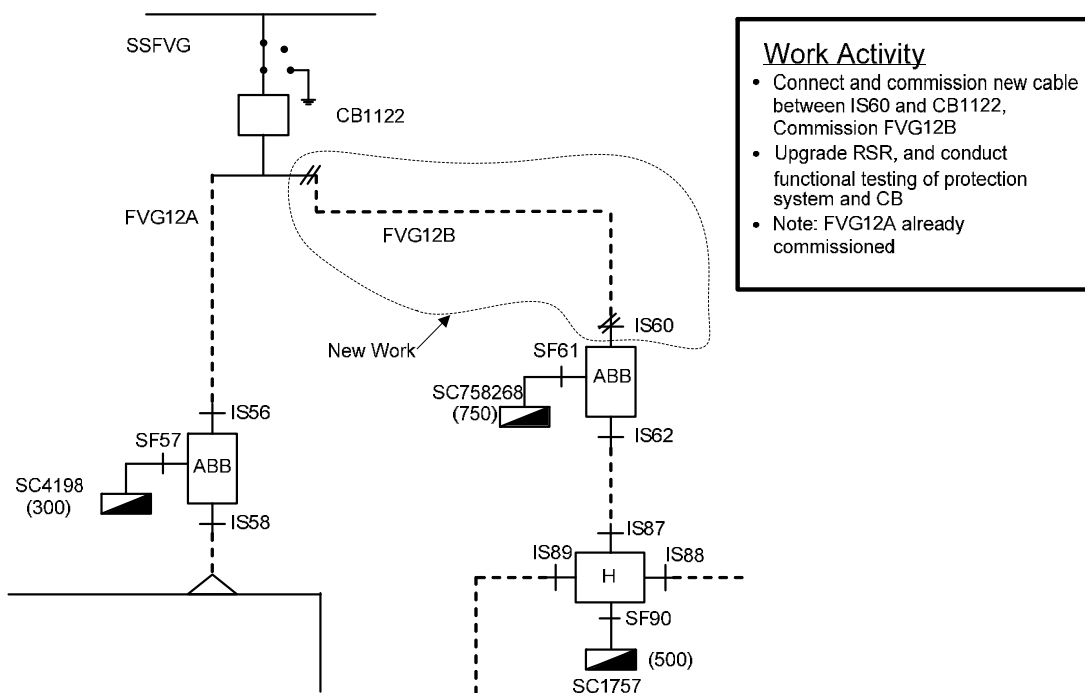 SSFVG
CB1122
Work Activity
• Connect and commission new cable
between IS60 and CB1122,
Commission FVG12B
• Upgrade RSR, and conduct
functional testing of protection
system and CB
• Note: FVG12A already
commissioned
FVG12A
FVG12B
New Work
IS60
SF61
ABB
SC758268
(750)
IS62
IS56
SF57
ABB
SC4198
(300)
IS58
IS87
IS89
IS88
H
SF90
(500)
SC1757